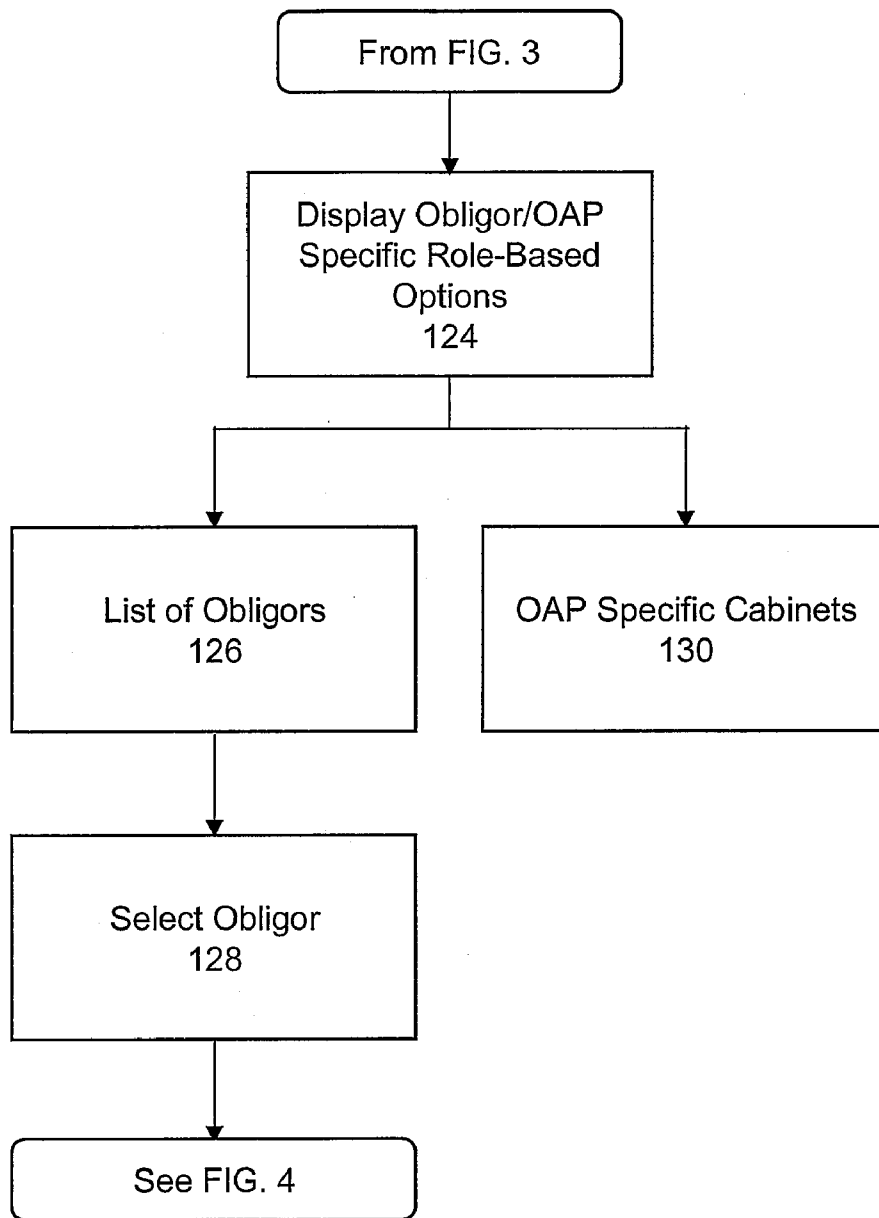 From FIG. 3
Display Obligor/OAP
Specific Role-Based
Options
124
List of Obligors
126
OAP Specific Cabinets
130
Select Obligor
128
See FIG. 4